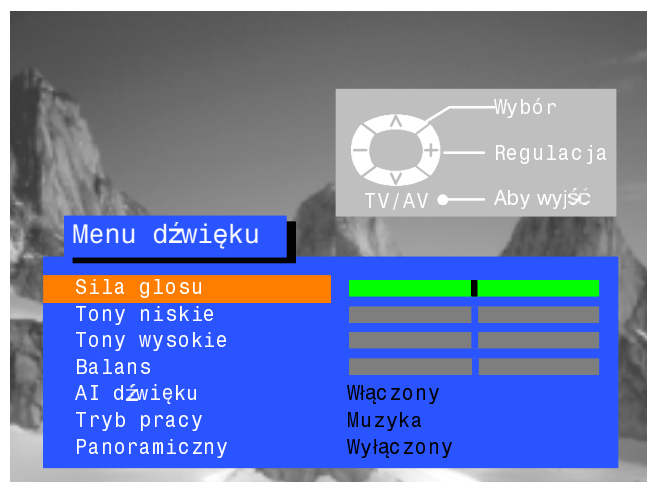 Wybór
Regulacja
TV/AV Aby wyjść
Menu dźwięku
Sila glosu
Tony niskie
Tony wysokie
Balans
AI dźwięku Włączony
Tryb pracy Muzyka
Panoramiczny Wyłączony